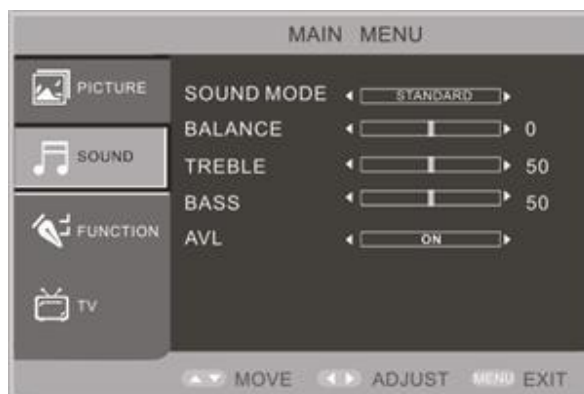 MAIN MENU
PICTURE
SOUND
FUNCTION
TV
SOUND MODE STANDARD
BALANCE 0
TREBLE 50
BASS 50
AVL ON
MOVE ADJUST MENU EXIT